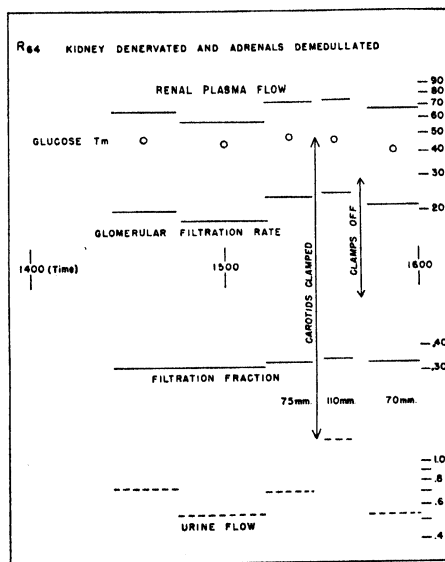 R64 KIDNEY DENERVATED AND ADRENALS DEMEDULLATED
RENAL PLASMA FLOW
90
80
70
60
50
40
30
20
GLUCOSE Tm
GLOMERULAR FILTRATION RATE
CAROTIDS CLAMPED
CLAMPS OFF
1400 (Time)
1500
1600
.40
.30
FILTRATION FRACTION
75mm.
110mm.
70mm.
1.0
.8
.6
.4
URINE FLOW